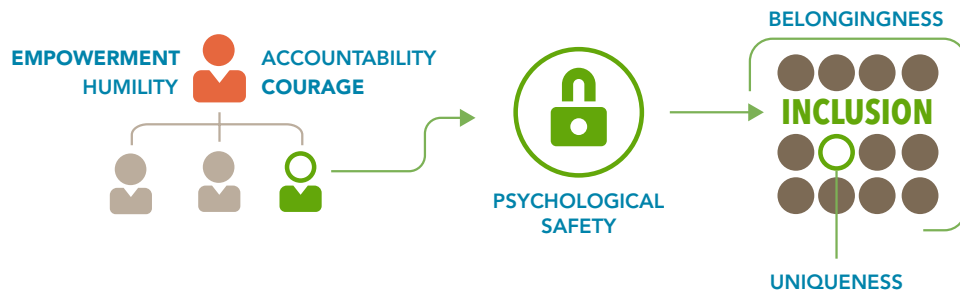 EMPOWERMENT
HUMILITY
ACCOUNTABILITY
COURAGE
PSYCHOLOGICAL
SAFETY
BELONGINGNESS
INCLUSION
UNIQUENESS